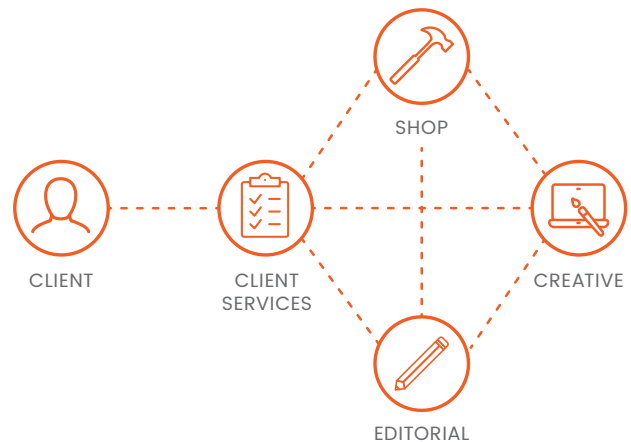 SHOP
CLIENT
CLIENT
SERVICES
CREATIVE
EDITORIAL